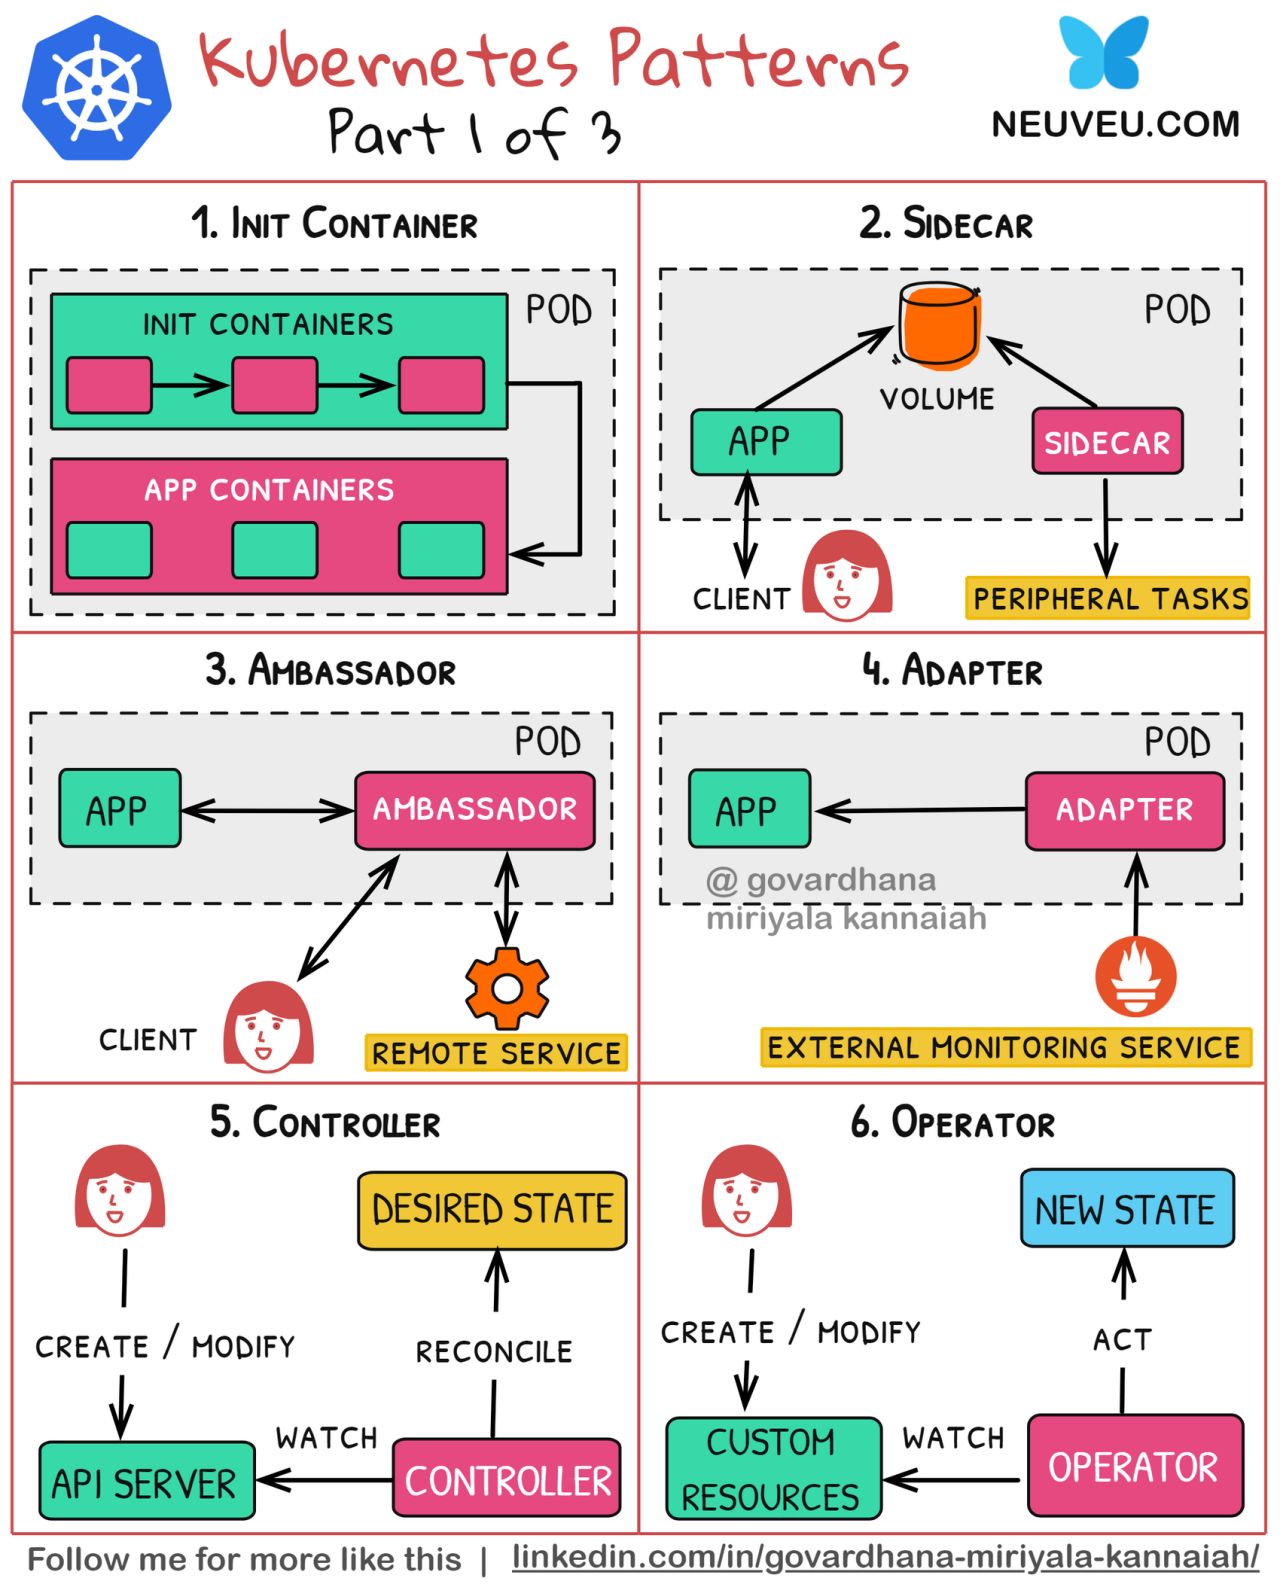 Kubernetes Patterns
Part 1 of 3
NEUVEU.COM
1. INIT CONTAINER
POD
INIT CONTAINERS
APP CONTAINERS
2. SIDECAR
POD
VOLUME
APP
SIDECAR
CLIENT
PERIPHERAL TASKS
3. AMBASSADOR
POD
APP
AMBASSADOR
CLIENT
REMOTE SERVICE
4. ADAPTER
POD
APP
ADAPTER
@ govardhana
miriyala kannaiah
EXTERNAL MONITORING SERVICE
5. CONTROLLER
DESIRED STATE
CREATE / MODIFY
RECONCILE
WATCH
API SERVER
CONTROLLER
6. OPERATOR
NEW STATE
CREATE / MODIFY
ACT
WATCH
CUSTOM
RESOURCES
OPERATOR
Follow me for more like this | linkedin.com/in/govardhana-miriyala-kannaiah/